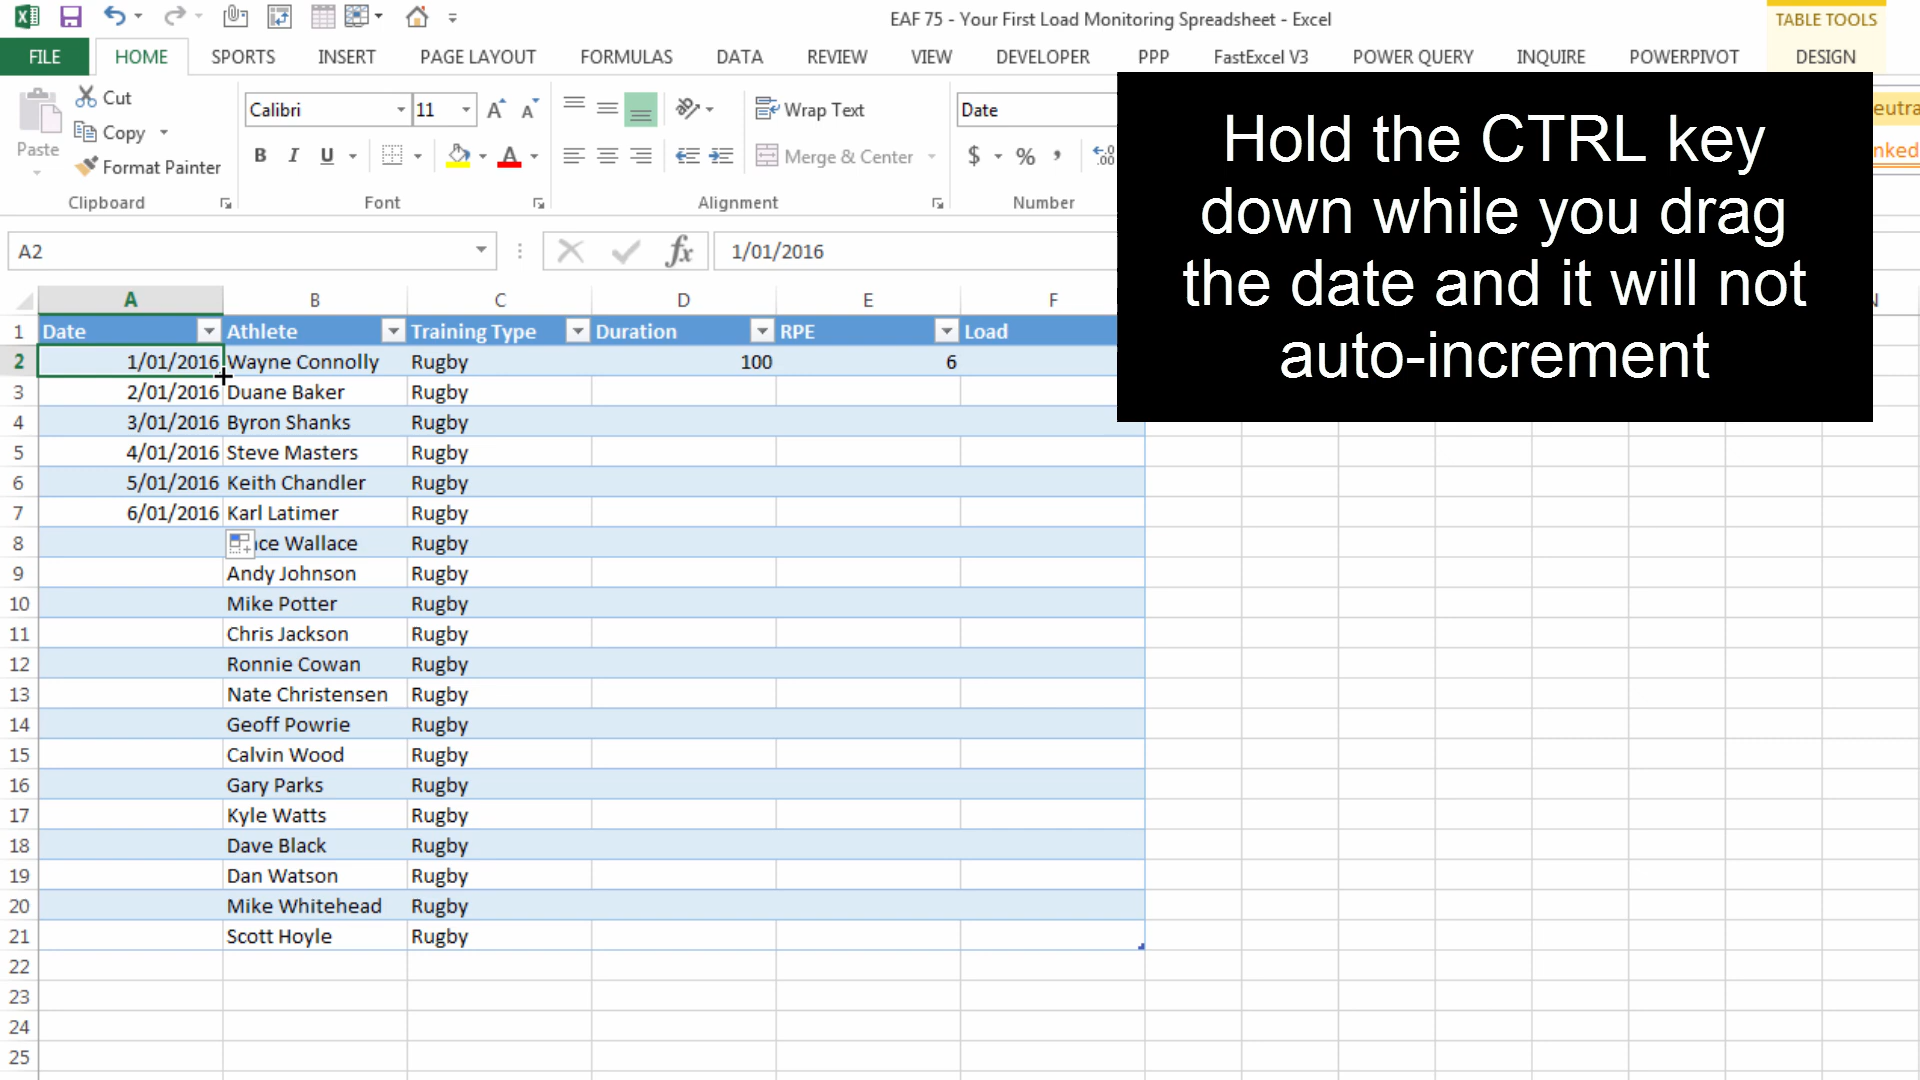 EAF 75 - Your First Load Monitoring Spreadsheet - Excel
TABLE TOOLS
FILE HOME SPORTS INSERT PAGE LAYOUT FORMULAS DATA REVIEW VIEW DEVELOPER PPP FastExcel V3 POWER QUERY INQUIRE POWERPIVOT DESIGN
Paste
Cut
Copy
Format Painter
Clipboard
Calibri 11
B I U A
Font
Wrap Text
Merge & Center
Alignment
Date
$ % ,
Number
Hold the CTRL key
down while you drag
the date and it will not
auto-increment
A2 fx 1/01/2016
A B C D E F
1 Date Athlete Training Type Duration RPE Load
2 1/01/2016 Wayne Connolly Rugby 100 6
3 2/01/2016 Duane Baker Rugby
4 3/01/2016 Byron Shanks Rugby
5 4/01/2016 Steve Masters Rugby
6 5/01/2016 Keith Chandler Rugby
7 6/01/2016 Karl Latimer Rugby
8 Wallace Rugby
9 Andy Johnson Rugby
10 Mike Potter Rugby
11 Chris Jackson Rugby
12 Ronnie Cowan Rugby
13 Nate Christensen Rugby
14 Geoff Powrie Rugby
15 Calvin Wood Rugby
16 Gary Parks Rugby
17 Kyle Watts Rugby
18 Dave Black Rugby
19 Dan Watson Rugby
20 Mike Whitehead Rugby
21 Scott Hoyle Rugby
22
23
24
25